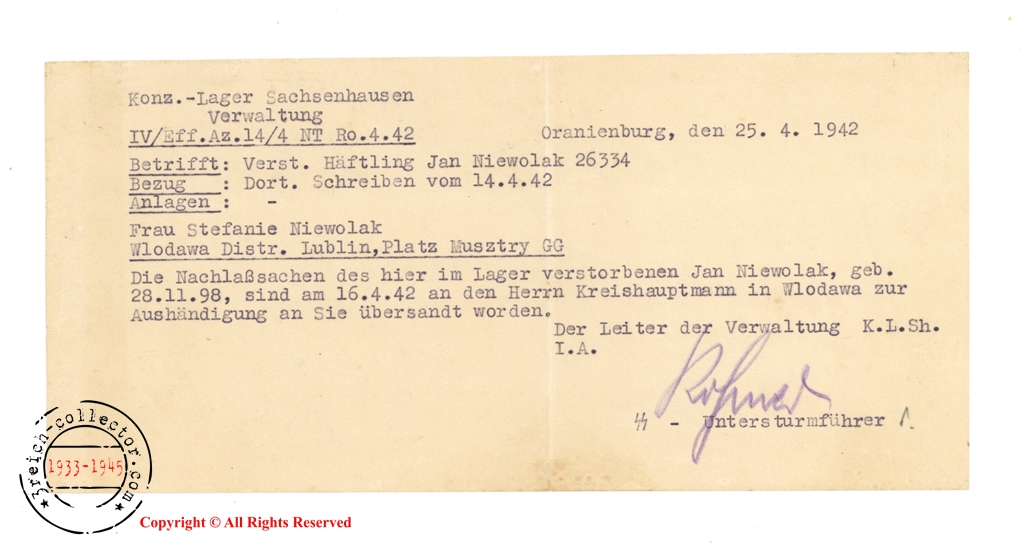 Konz.-Lager Sachsenhausen
Verwaltung
IV/Eff.Az.14/4 NT Ro.4.42
Oranienburg, den 25. 4. 1942
Betrifft: Verst. Häftling Jan Niewolak 26334
Bezug : Dort. Schreiben vom 14.4.42
Anlagen : -
Frau Stefanie Niewolak
Wlodawa Distr. Lublin,Platz Musztry GG
Die Nachlaßsachen des hier im Lager verstorbenen Jan Niewolak, geb.
28.11.98, sind am 16.4.42 an den Herrn Kreishauptmann in Wlodawa zur
Aushändigung an Sie übersandt worden.
Der Leiter der Verwaltung K.L.Sh.
I.A.
ᛋᛋ - Untersturmführer
3reich-collector.com
1933-1945
Copyright © All Rights Reserved